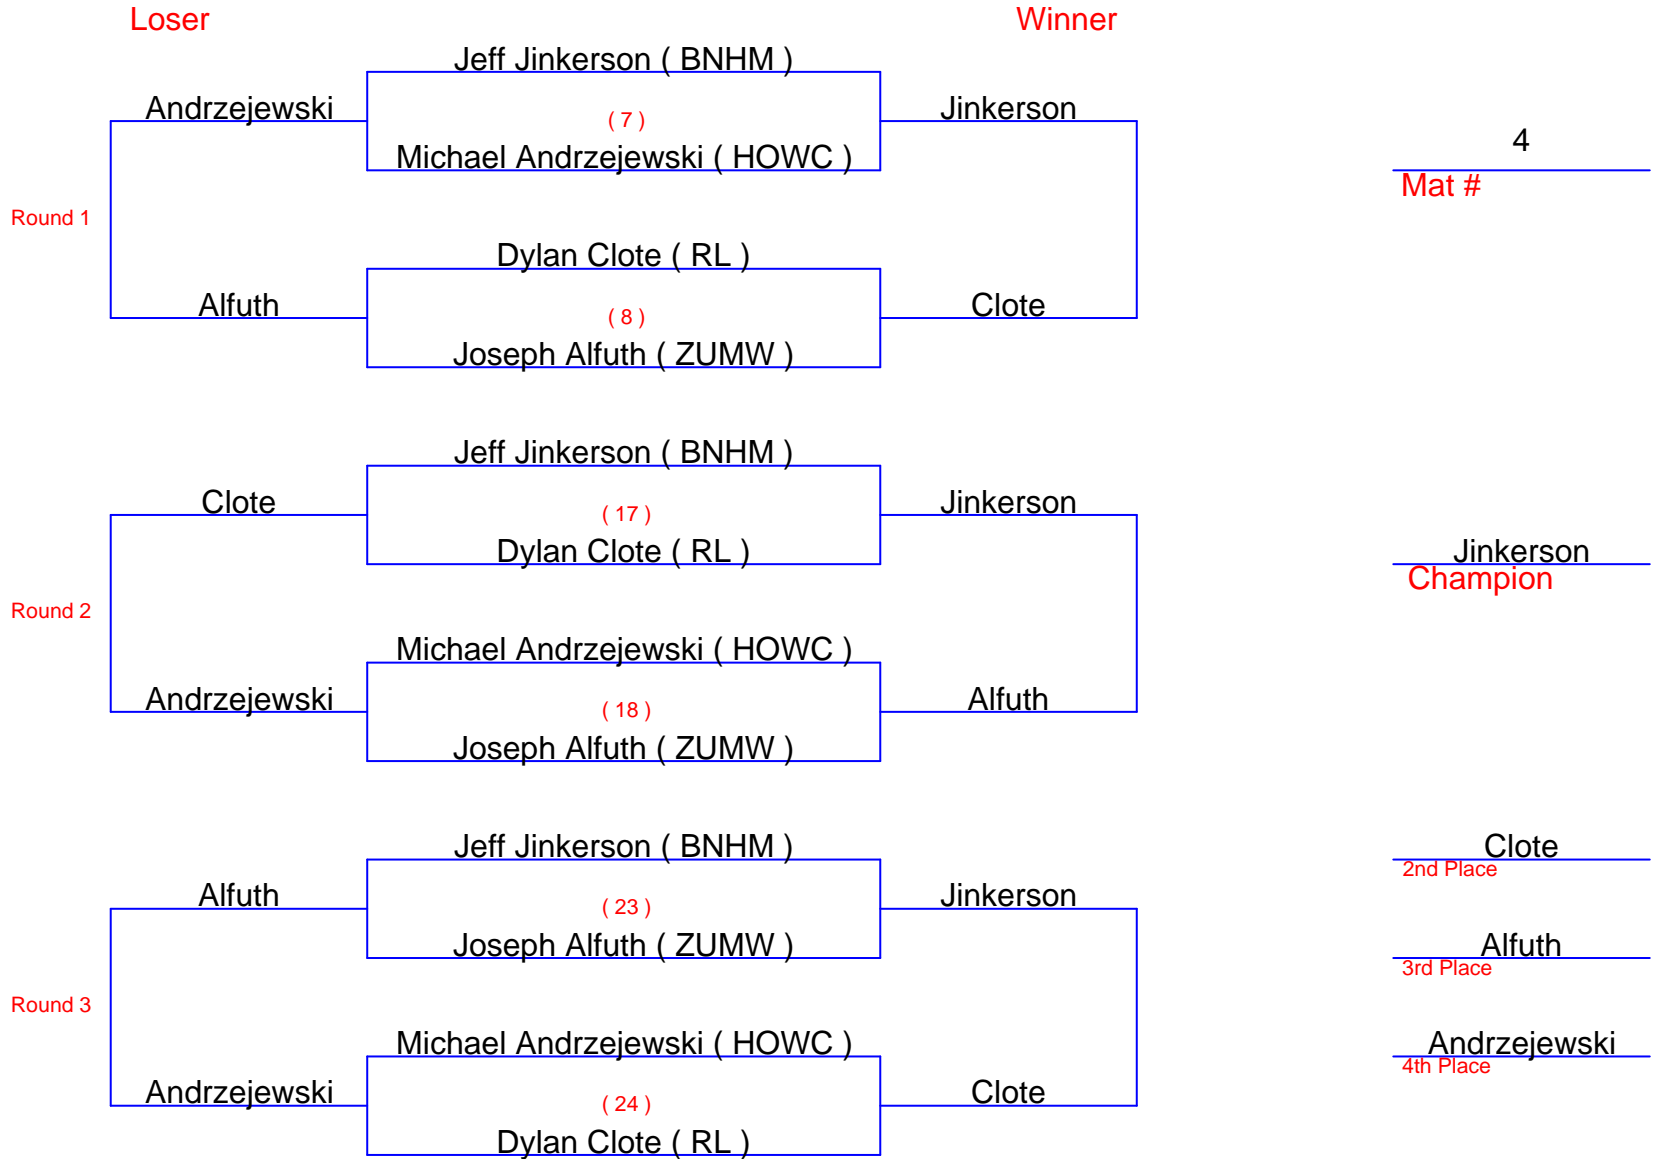 Loser
Winner
Jeff Jinkerson ( BNHM )
Andrzejewski
Jinkerson
( 7 )
Michael Andrzejewski ( HOWC )
4
Mat #
Round 1
Dylan Clote ( RL )
Alfuth
Clote
( 8 )
Joseph Alfuth ( ZUMW )
Jeff Jinkerson ( BNHM )
Clote
Jinkerson
( 17 )
Dylan Clote ( RL )
Jinkerson
Champion
Round 2
Michael Andrzejewski ( HOWC )
Andrzejewski
Alfuth
( 18 )
Joseph Alfuth ( ZUMW )
Jeff Jinkerson ( BNHM )
Clote
2nd Place
Alfuth
Jinkerson
( 23 )
Joseph Alfuth ( ZUMW )
Alfuth
3rd Place
Round 3
Michael Andrzejewski ( HOWC )
Andrzejewski
4th Place
Andrzejewski
Clote
( 24 )
Dylan Clote ( RL )